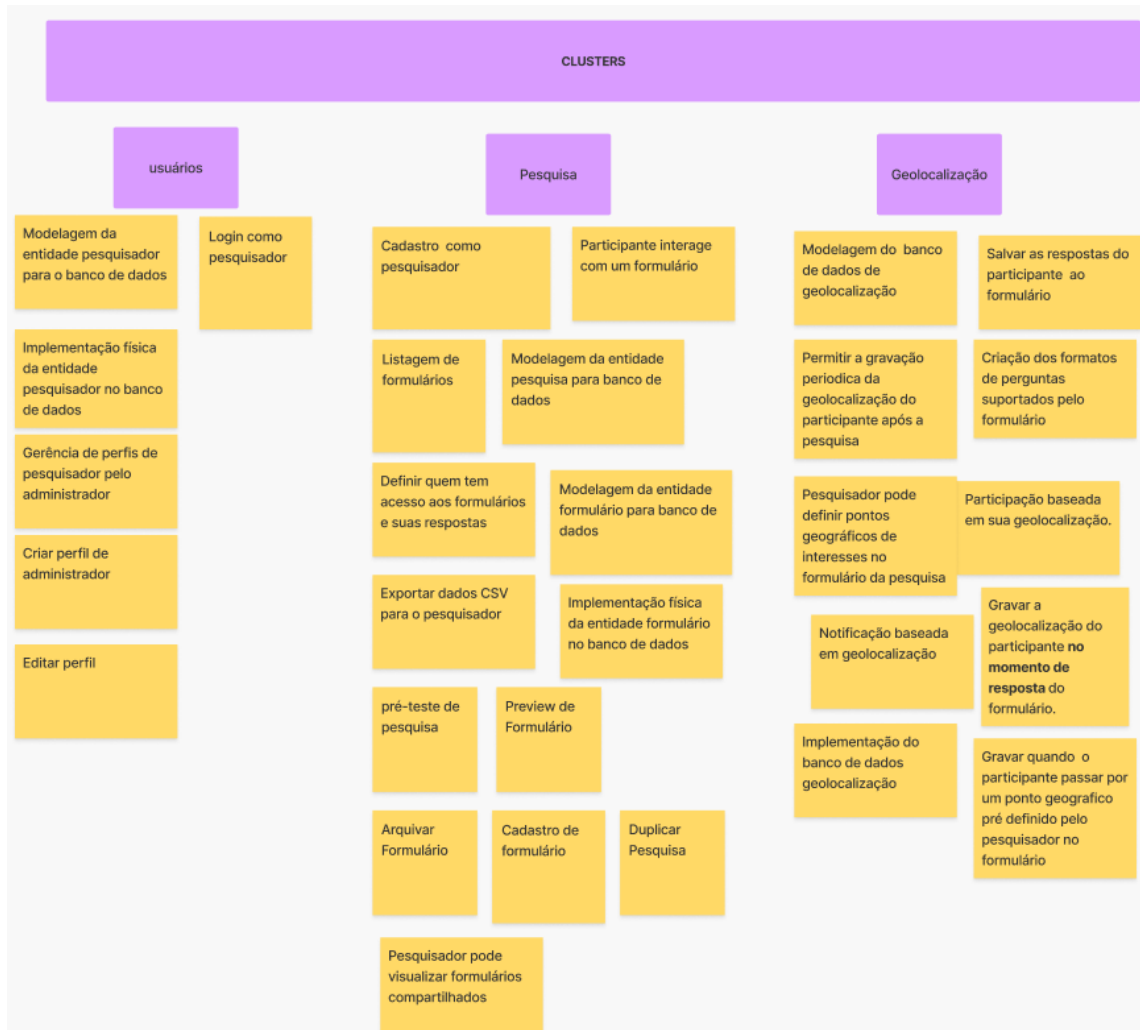 CLUSTERS
usuários
Modelagem da
entidade pesquisador
para o banco de dados
Login como
pesquisador
Implementação física
da entidade
pesquisador no banco
de dados
Gerência de perfis de
pesquisador pelo
administrador
Criar perfil de
administrador
Editar perfil
Pesquisa
Cadastro como
pesquisador
Participante interage
com um formulário
Listagem de
formulários
Modelagem da entidade
pesquisa para banco de
dados
Definir quem tem
acesso aos formulários
e suas respostas
Modelagem da entidade
formulário para banco de
dados
Exportar dados CSV
para o pesquisador
Implementação física
da entidade formulário
no banco de dados
pré-teste de
pesquisa
Preview de
Formulário
Arquivar
Formulário
Cadastro de
formulário
Duplicar
Pesquisa
Pesquisador pode
visualizar formulários
compartilhados
Geolocalização
Modelagem do banco
de dados de
geolocalização
Salvar as respostas do
participante ao
formulário
Permitir a gravação
periodica da
geolocalização do
participante após a
pesquisa
Criação dos formatos
de perguntas
suportados pelo
formulário
Pesquisador pode
definir pontos
geográficos de
interesses no
formulário da pesquisa
Participação baseada
em sua geolocalização.
Notificação baseada
em geolocalização
Gravar a
geolocalização do
participante no
momento de
resposta do
formulário.
Implementação do
banco de dados
geolocalização
Gravar quando o
participante passar por
um ponto geografico
pré definido pelo
pesquisador no
formulário